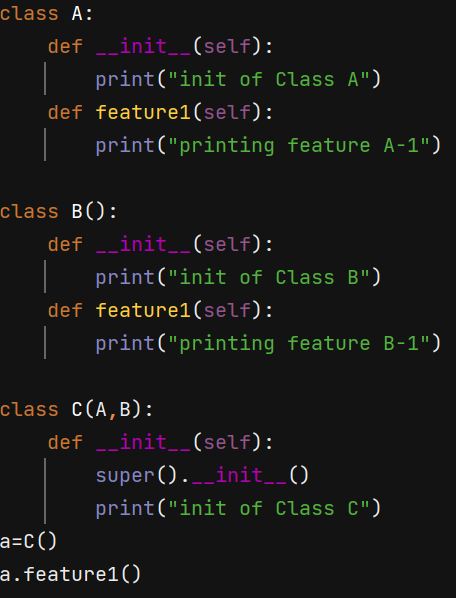 class A:
    def __init__(self):
        print("init of Class A")
    def feature1(self):
        print("printing feature A-1")

class B():
    def __init__(self):
        print("init of Class B")
    def feature1(self):
        print("printing feature B-1")

class C(A,B):
    def __init__(self):
        super().__init__()
        print("init of Class C")
a=C()
a.feature1()